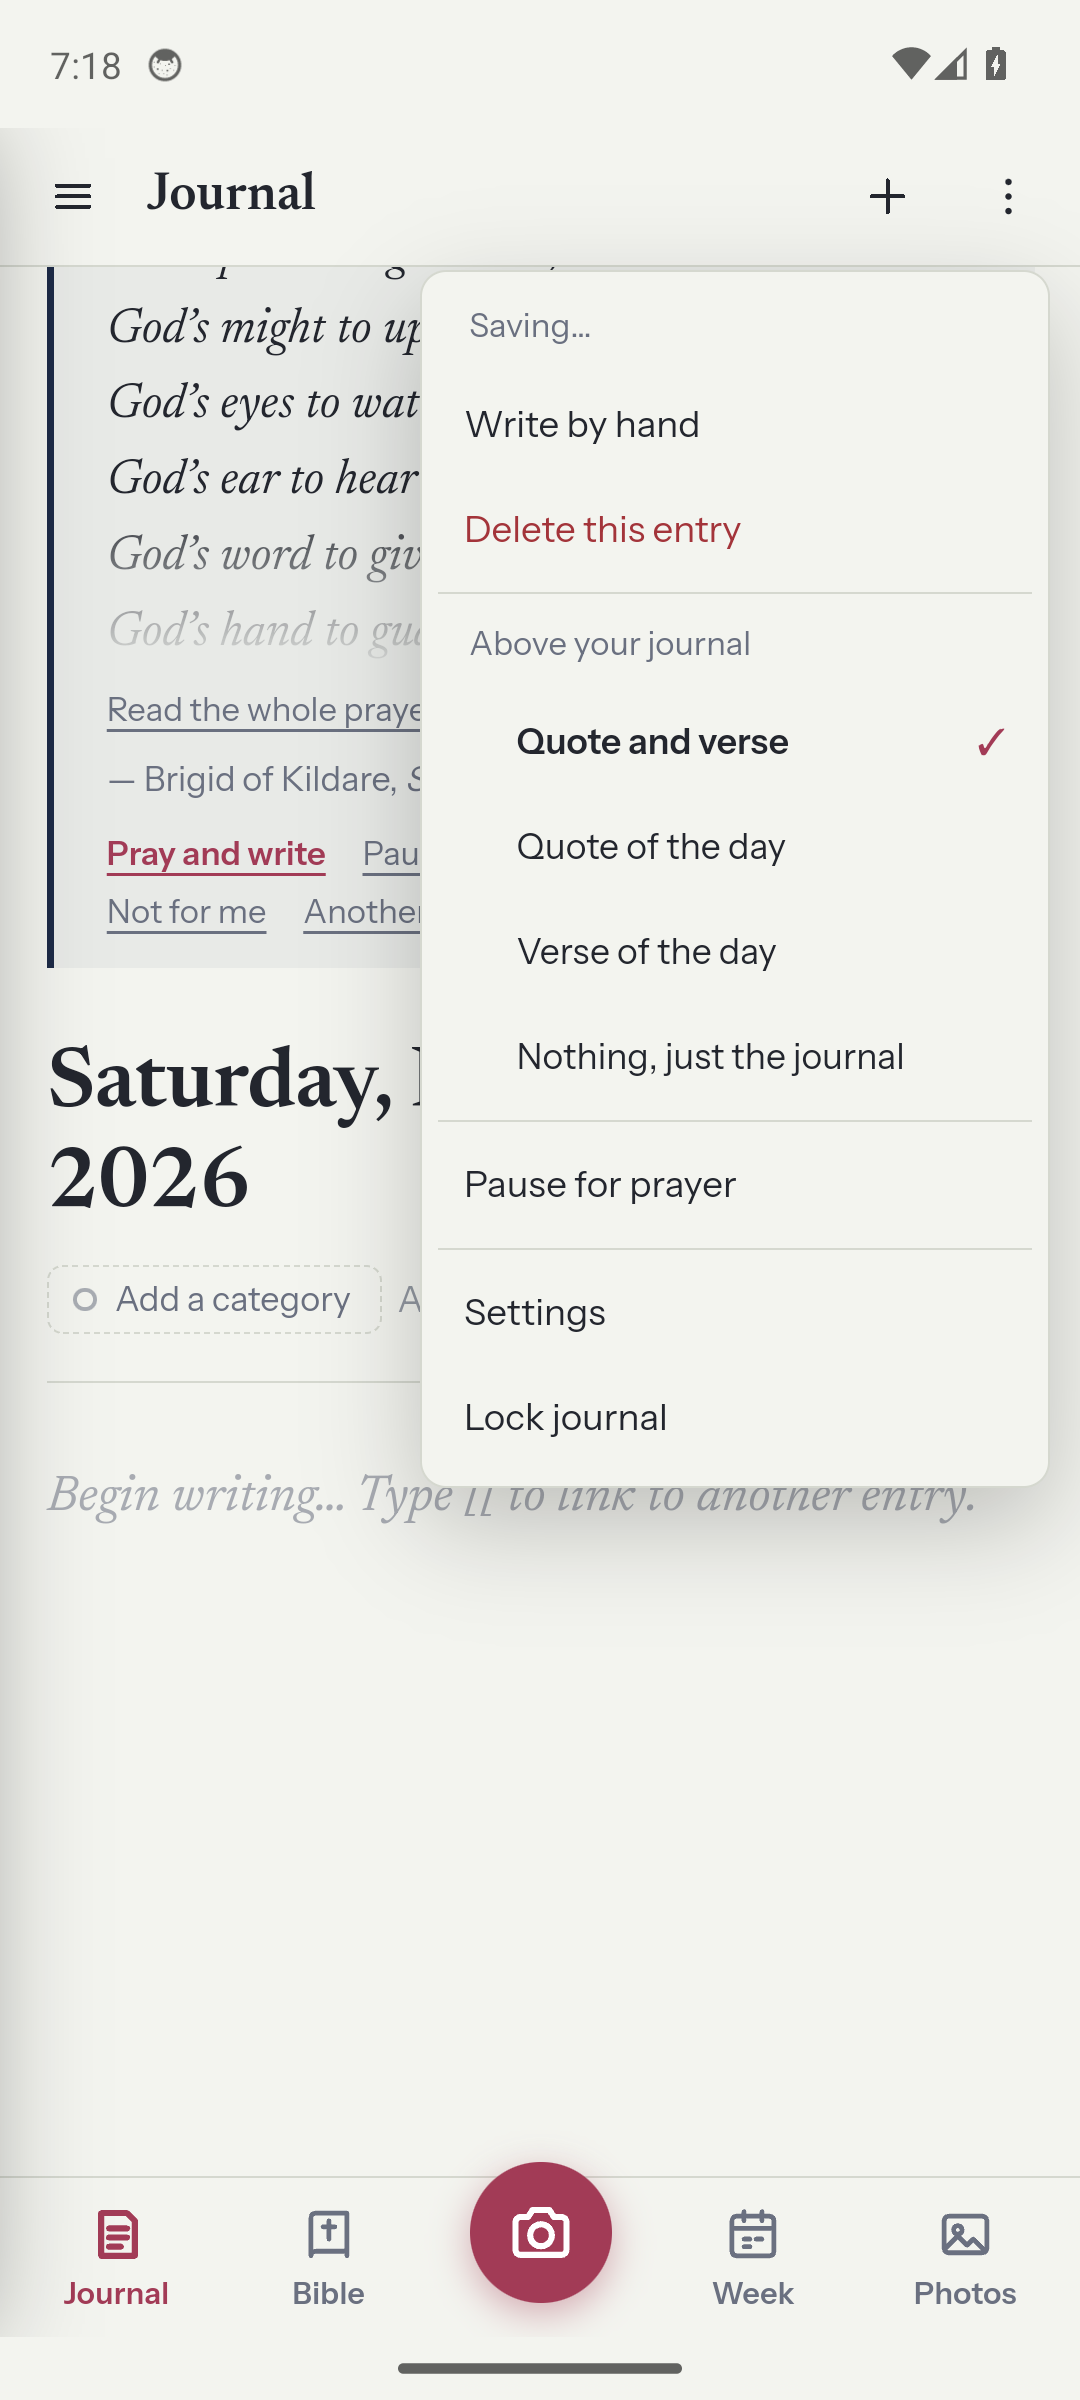 7:18
Journal
God’s might to up
God’s eyes to wat
God’s ear to hear
God’s word to giv
God’s hand to gua
Read the whole praye
— Brigid of Kildare, S
Pray and write Pau
Not for me Another
Saturday,
2026
Add a category A
Begin writing... Type [[ to link to another entry.
Saving...
Write by hand
Delete this entry
Above your journal
Quote and verse ✓
Quote of the day
Verse of the day
Nothing, just the journal
Pause for prayer
Settings
Lock journal
Journal
Bible
Week
Photos